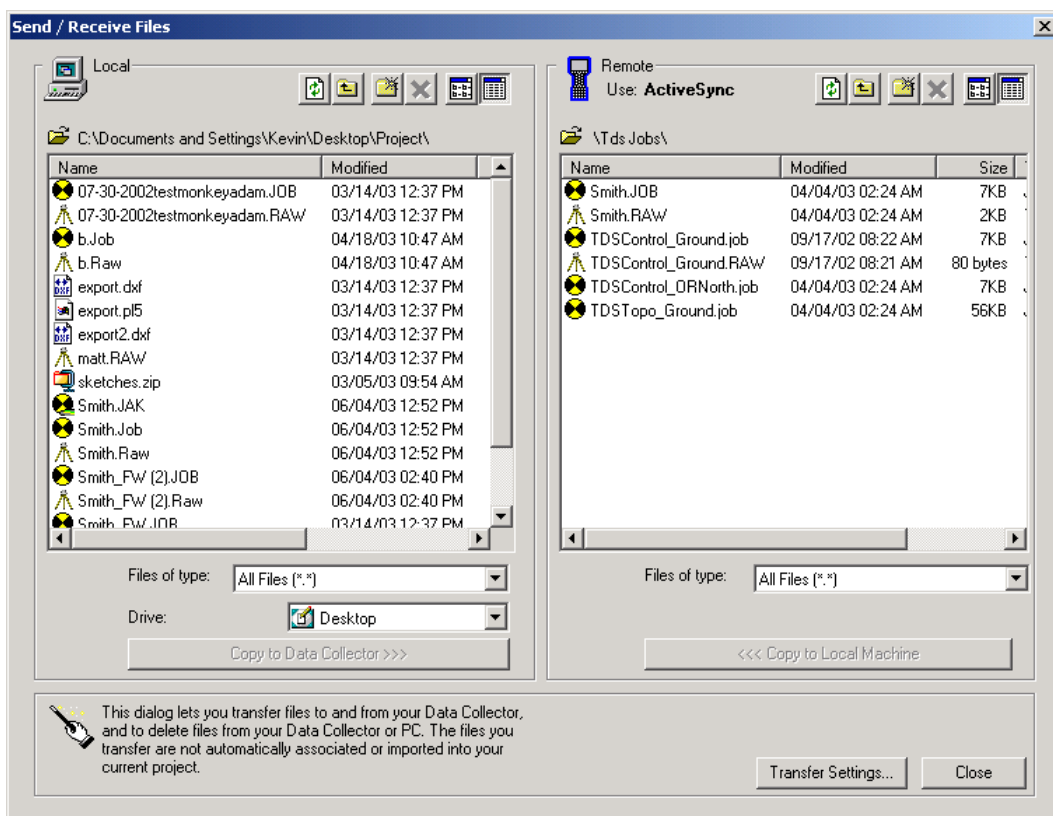 Send / Receive Files
Local
C:\Documents and Settings\Kevin\Desktop\Project\
Name Modified
07-30-2002testmonkeyadam.JOB 03/14/03 12:37 PM
07-30-2002testmonkeyadam.RAW 03/14/03 12:37 PM
b.Job 04/18/03 10:47 AM
b.Raw 04/18/03 10:47 AM
export.dxf 03/14/03 12:37 PM
export.pl5 03/14/03 12:37 PM
export2.dxf 03/14/03 12:37 PM
matt.RAW 03/14/03 12:37 PM
sketches.zip 03/05/03 09:54 AM
Smith.JAK 06/04/03 12:52 PM
Smith.Job 06/04/03 12:52 PM
Smith.Raw 06/04/03 12:52 PM
Smith_FW (2).JOB 06/04/03 02:40 PM
Smith_FW (2).Raw 06/04/03 02:40 PM
Smith_FW.JOB 03/14/03 12:37 PM
Files of type: All Files (*.*)
Drive: Desktop
Copy to Data Collector >>>
Remote
Use: ActiveSync
\Tds Jobs\
Name Modified Size
Smith.JOB 04/04/03 02:24 AM 7KB
Smith.RAW 04/04/03 02:24 AM 2KB
TDSControl_Ground.job 09/17/02 08:22 AM 7KB
TDSControl_Ground.RAW 09/17/02 08:21 AM 80 bytes
TDSControl_ORNorth.job 04/04/03 02:24 AM 7KB
TDSTopo_Ground.job 04/04/03 02:24 AM 56KB
Files of type: All Files (*.*)
<<< Copy to Local Machine
This dialog lets you transfer files to and from your Data Collector,
and to delete files from your Data Collector or PC. The files you
transfer are not automatically associated or imported into your
current project.
Transfer Settings... Close